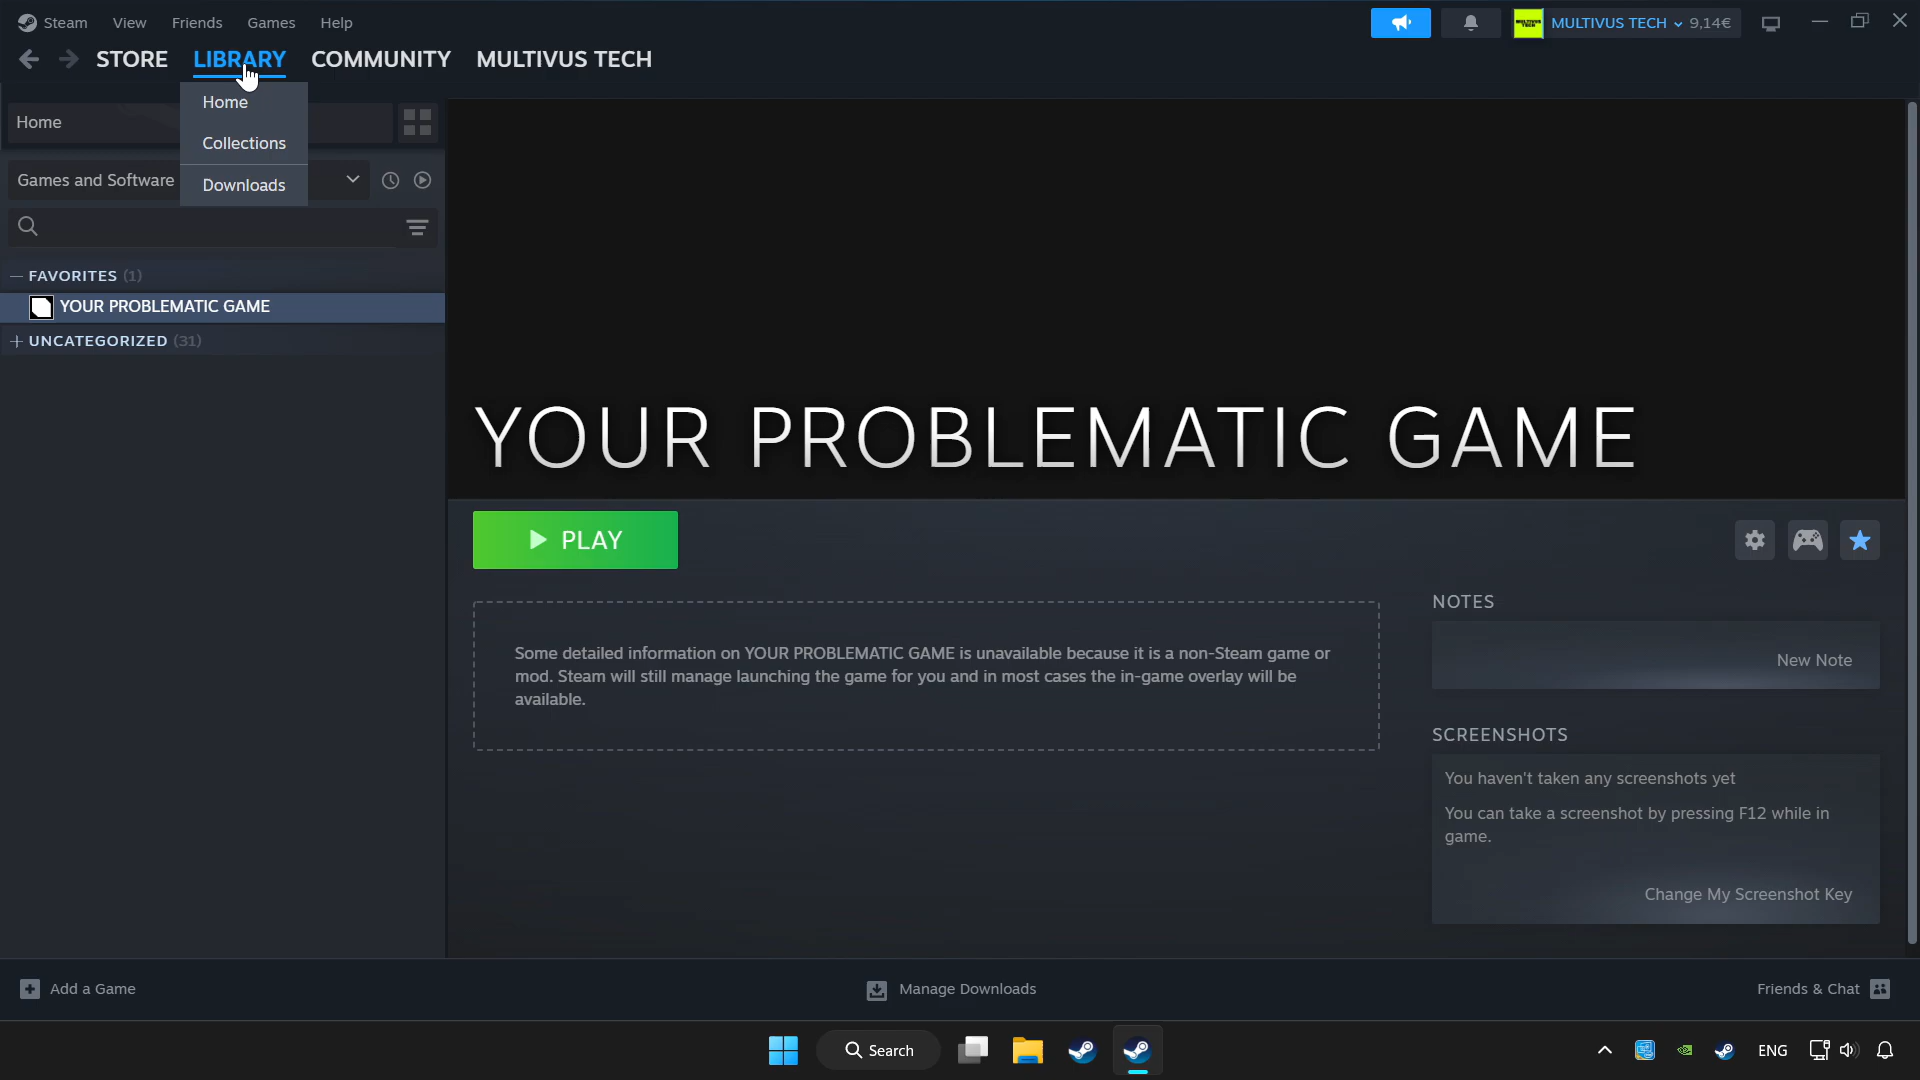 Steam View Friends Games Help
MULTIVUS TECH 9,14€
STORE LIBRARY COMMUNITY MULTIVUS TECH
Home
Collections
Downloads
Home
Games and Software
FAVORITES (1)
YOUR PROBLEMATIC GAME
UNCATEGORIZED (31)
YOUR PROBLEMATIC GAME
PLAY
Some detailed information on YOUR PROBLEMATIC GAME is unavailable because it is a non-Steam game or
mod. Steam will still manage launching the game for you and in most cases the in-game overlay will be
available.
NOTES
New Note
SCREENSHOTS
You haven't taken any screenshots yet
You can take a screenshot by pressing F12 while in
game.
Change My Screenshot Key
Add a Game
Manage Downloads
Friends & Chat
Search
ENG